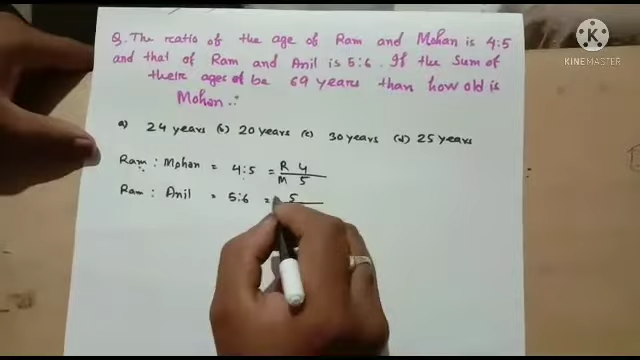 Q. The ratio of the age of Ram and Mohan is 4:5
and that of Ram and Anil is 5:6. If the sum of
their ages of be 69 years than how old is
Mohan.:
a) 24 years (b) 20 years (c) 30 years (d) 25 years
Ram : Mohan = 4:5 = R 4
M 5
Ram : Anil = 5:6 = 5
KINEMASTER